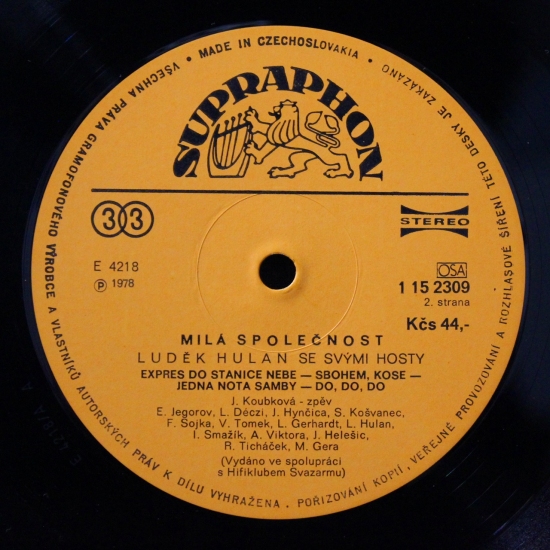 VŠECHNA PRÁVA GRAMOFONOVÉHO VÝROBCE A VLASTNÍKŮ AUTORSKÝCH PRÁV K DÍLU VYHRAŽENA. POŘIZOVÁNÍ KOPIÍ, VEŘEJNÉ PROVOZOVÁNÍ A ROZHLASOVÉ ŠÍŘENÍ TÉTO DESKY JE ZAKÁZÁNO
• MADE IN CZECHOSLOVAKIA •
SUPRAPHON
33
STEREO
E 4218
OSA
Ⓟ 1978
1 15 2309
2. strana
Kčs 44,-
MILÁ SPOLEČNOST
LUDĚK HULAN SE SVÝMI HOSTY
EXPRES DO STANICE NEBE — SBOHEM, KOSE —
JEDNA NOTA SAMBY — DO, DO, DO
J. Koubková - zpěv
E. Jegorov, L. Déczi, J. Hynčica, S. Košvanec,
F. Sojka, V. Tomek, L. Gerhardt, L. Hulan,
I. Smažík, A. Viktora, J. Helešic,
R. Ticháček, M. Gera
(Vydáno ve spolupráci
s Hifiklubem Svazarmu)